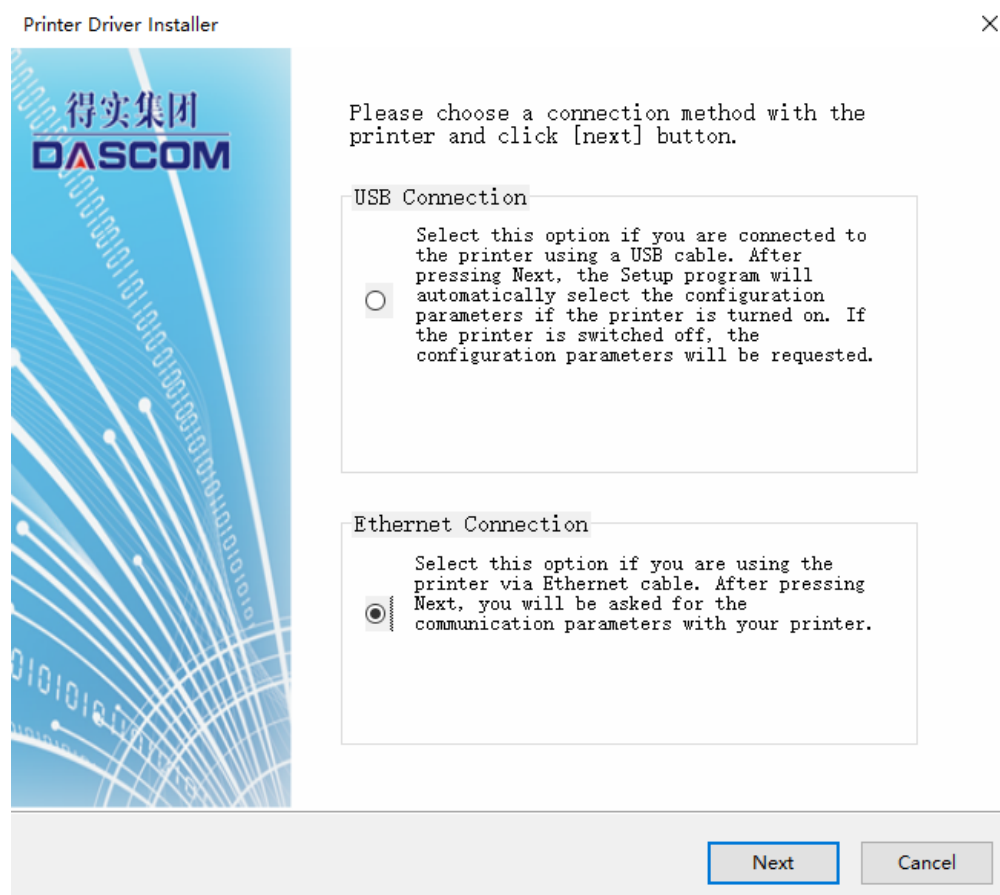 Printer Driver Installer
得实集团
DASCOM
Please choose a connection method with the
printer and click [next] button.
USB Connection
Select this option if you are connected to
the printer using a USB cable. After
pressing Next, the Setup program will
automatically select the configuration
parameters if the printer is turned on. If
the printer is switched off, the
configuration parameters will be requested.
Ethernet Connection
Select this option if you are using the
printer via Ethernet cable. After pressing
Next, you will be asked for the
communication parameters with your printer.
Next
Cancel